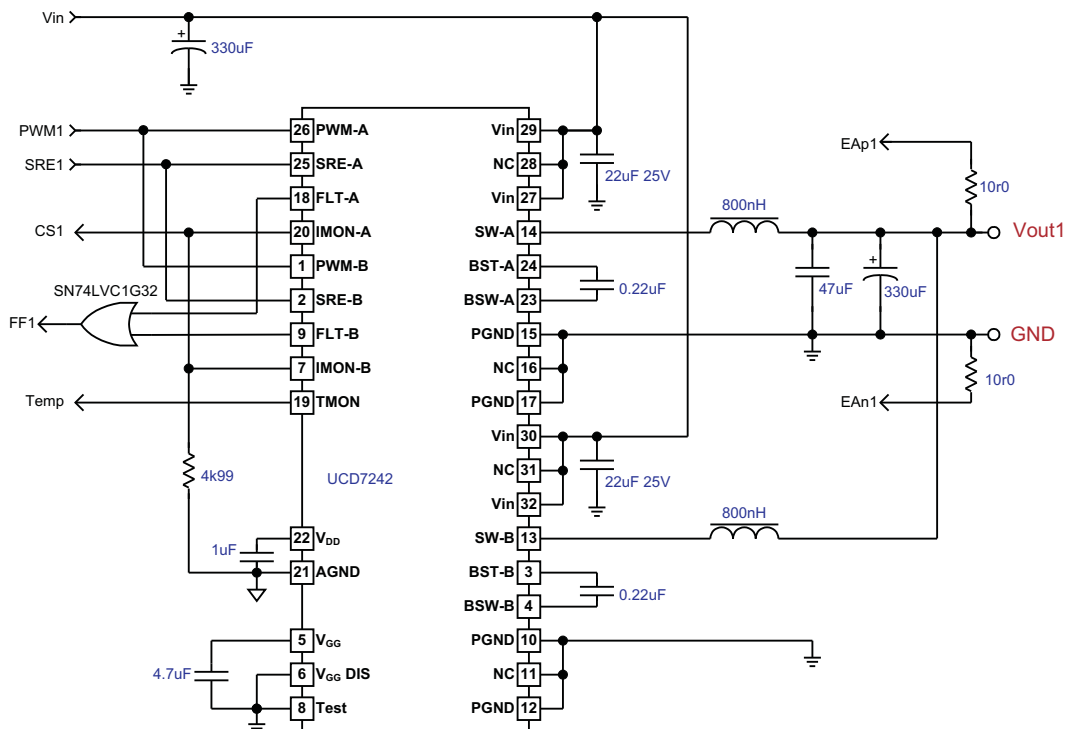 Vin
330uF
PWM1
26 PWM-A
Vin 29
EAp1
SRE1
25 SRE-A
NC 28
22uF 25V
10r0
18 FLT-A
Vin 27
800nH
CS1
20 IMON-A
SW-A 14
Vout1
1 PWM-B
BST-A 24
SN74LVC1G32
0.22uF
47uF
330uF
2 SRE-B
BSW-A 23
FF1
9 FLT-B
PGND 15
GND
7 IMON-B
NC 16
10r0
Temp
19 TMON
PGND 17
EAn1
Vin 30
4k99
UCD7242
NC 31
22uF 25V
Vin 32
800nH
22 VDD
SW-B 13
1uF
21 AGND
BST-B 3
0.22uF
BSW-B 4
5 VGG
PGND 10
4.7uF
6 VGG DIS
NC 11
8 Test
PGND 12